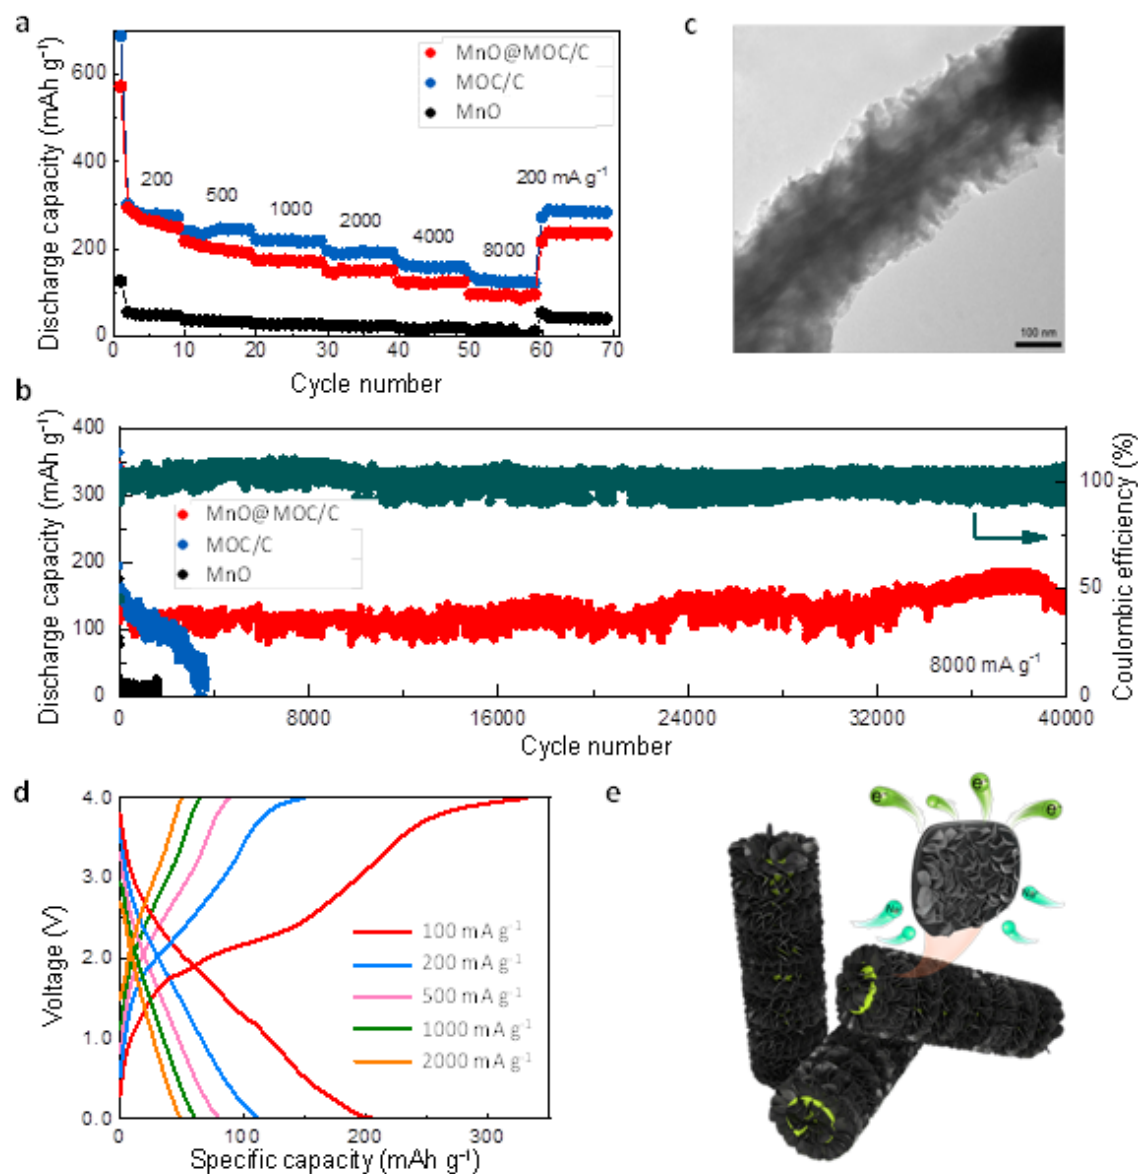 a
Discharge capacity (mAh g⁻¹)
600
400
200
0
MnO@MOC/C
MOC/C
MnO
200
500
1000
2000
4000
8000
200 mA g⁻¹
0 10 20 30 40 50 60 70
Cycle number
c
100 nm
b
Discharge capacity (mAh g⁻¹)
400
300
200
100
0
MnO@MOC/C
MOC/C
MnO
8000 mA g⁻¹
100
50
0
Coulombic efficiency (%)
0 8000 16000 24000 32000 40000
Cycle number
d
Voltage (V)
4.0
3.0
2.0
1.0
0.0
100 mA g⁻¹
200 mA g⁻¹
500 mA g⁻¹
1000 mA g⁻¹
2000 mA g⁻¹
0 100 200 300
Specific capacity (mAh g⁻¹)
e
e
e
e
Na
Na